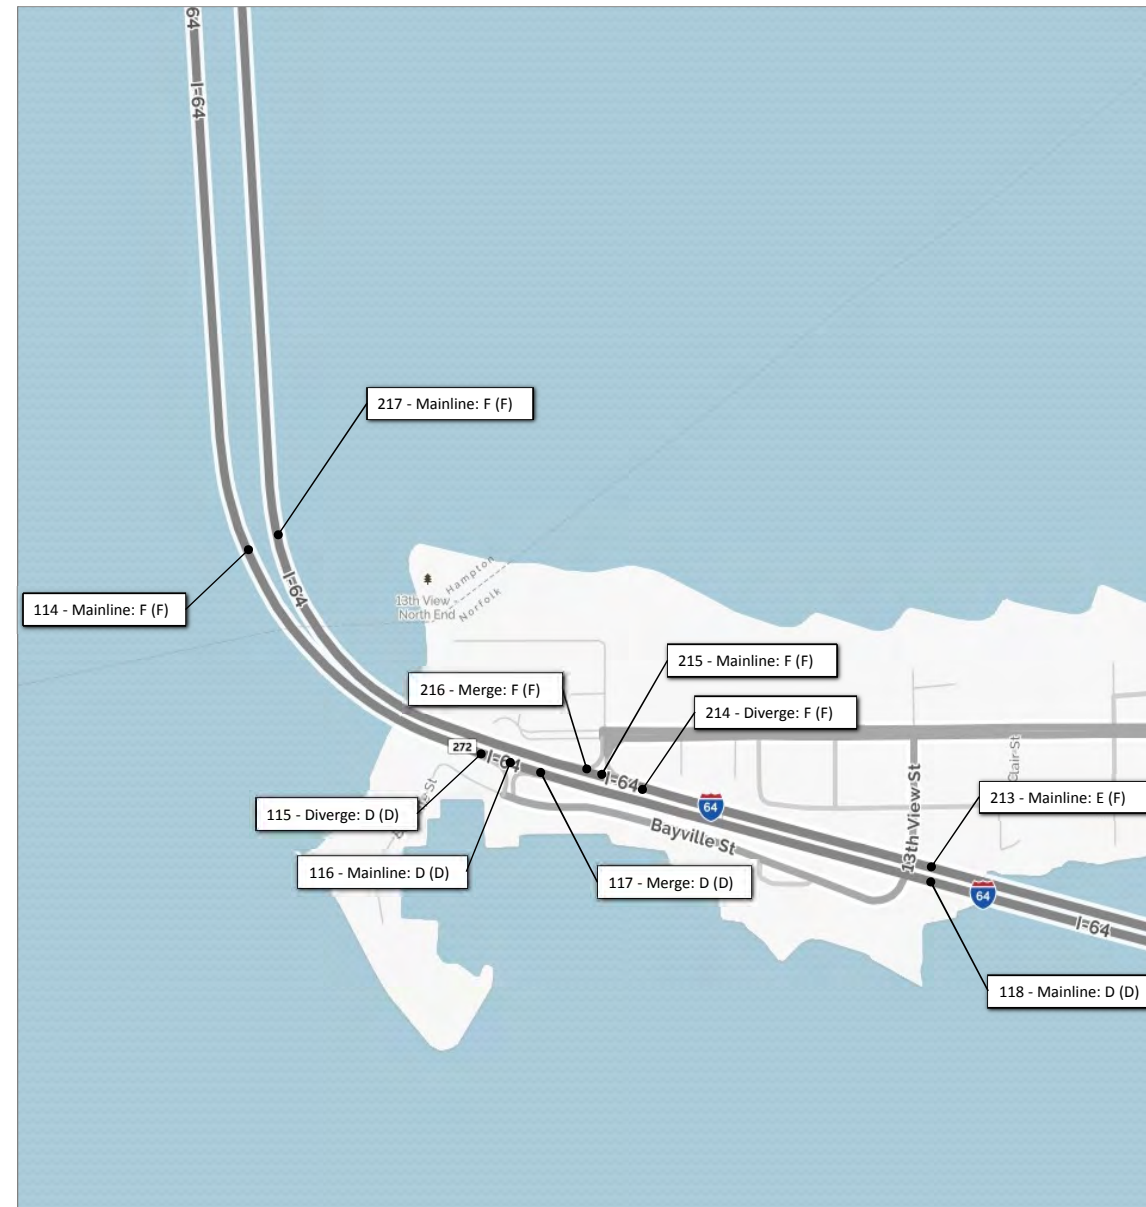 64
I-64
217 - Mainline: F (F)
114 - Mainline: F (F)
I-64
Hampton
Norfolk
13th View
North End
215 - Mainline: F (F)
216 - Merge: F (F)
214 - Diverge: F (F)
272
I-64
I-64
64
13th View St
213 - Mainline: E (F)
115 - Diverge: D (D)
Bayville St
116 - Mainline: D (D)
117 - Merge: D (D)
64
I-64
118 - Mainline: D (D)